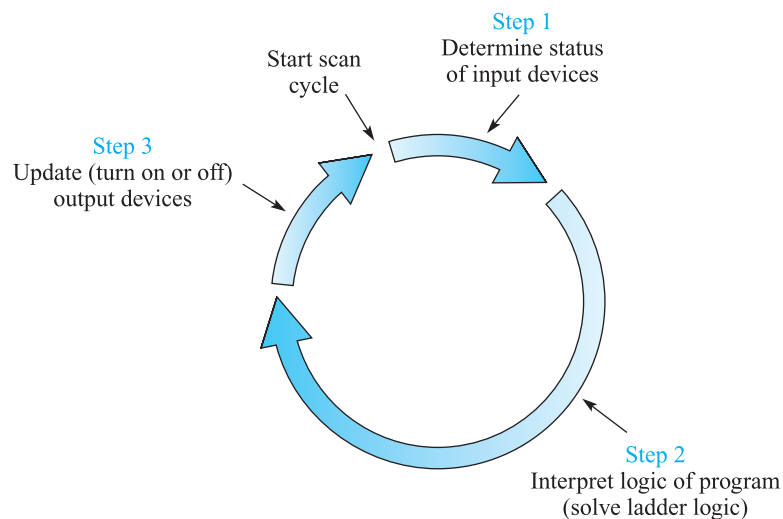 Start scan
cycle
Step 1
Determine status
of input devices
Step 2
Interpret logic of program
(solve ladder logic)
Step 3
Update (turn on or off)
output devices